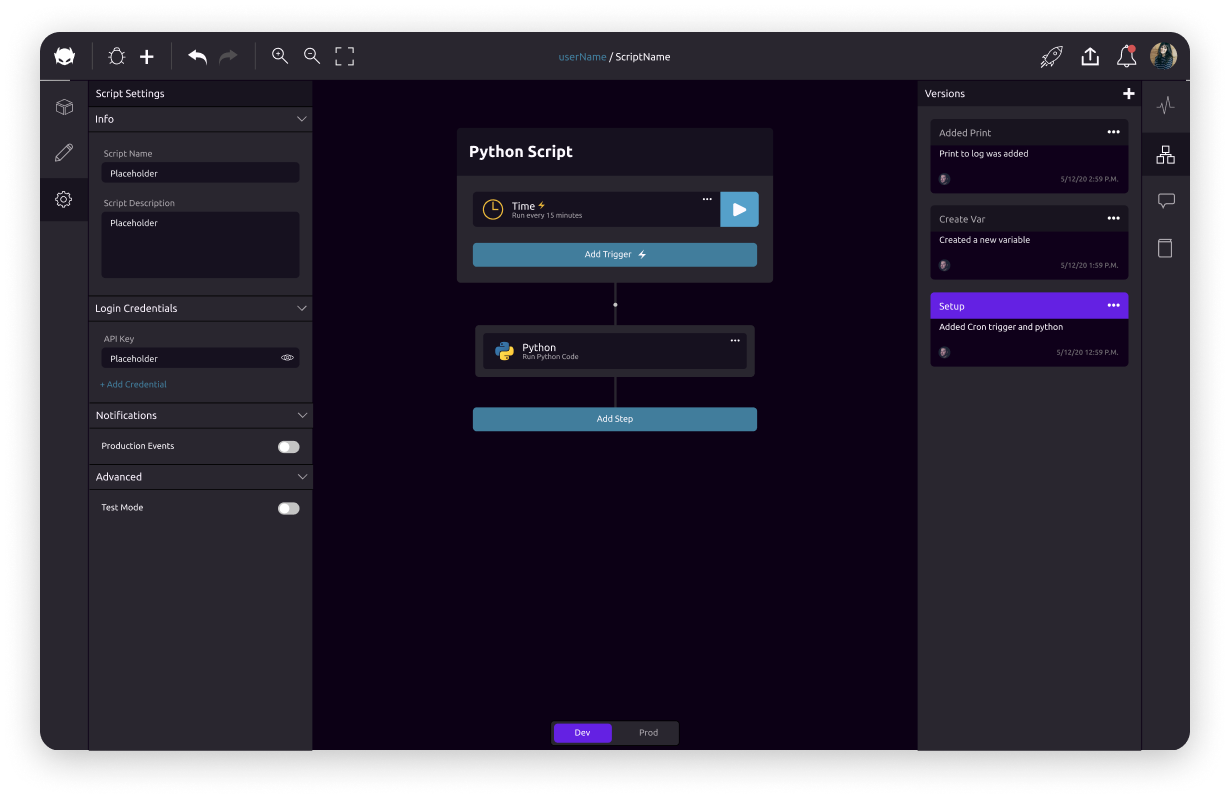 userName / ScriptName
Script Settings
Info
Script Name
Placeholder
Script Description
Placeholder
Login Credentials
API Key
Placeholder
+ Add Credential
Notifications
Production Events
Advanced
Test Mode
Python Script
Time
Run every 15 minutes
Add Trigger
Python
Run Python Code
Add Step
Dev
Prod
Versions
Added Print
Print to log was added
5/12/20 2:59 P.M.
Create Var
Created a new variable
5/12/20 1:59 P.M.
Setup
Added Cron trigger and python
5/12/20 12:59 P.M.